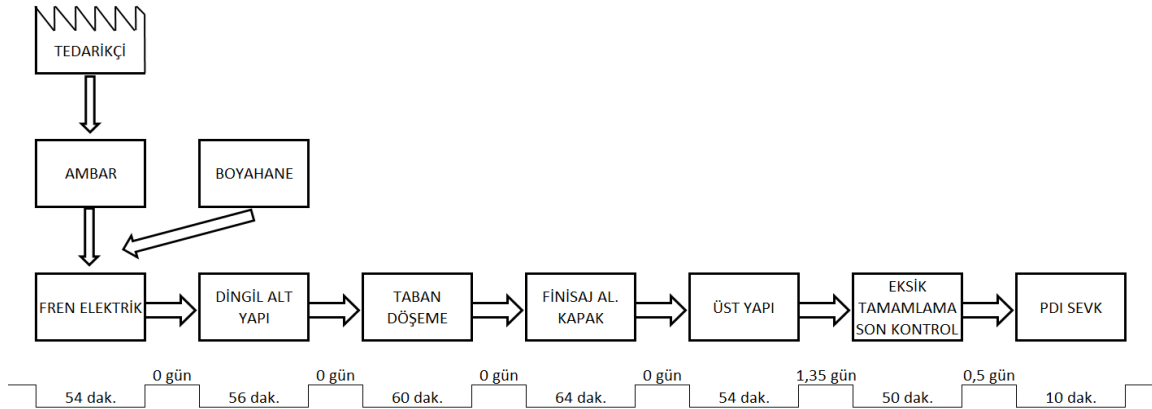 TEDARİKÇİ
AMBAR
BOYAHANE
FREN ELEKTRİK
DİNGİL ALT
YAPI
TABAN
DÖŞEME
FİNİSAJ AL.
KAPAK
ÜST YAPI
EKSİK
TAMAMLAMA
SON KONTROL
PDI SEVK
0 gün
0 gün
0 gün
0 gün
1,35 gün
0,5 gün
54 dak.
56 dak.
60 dak.
64 dak.
54 dak.
50 dak.
10 dak.